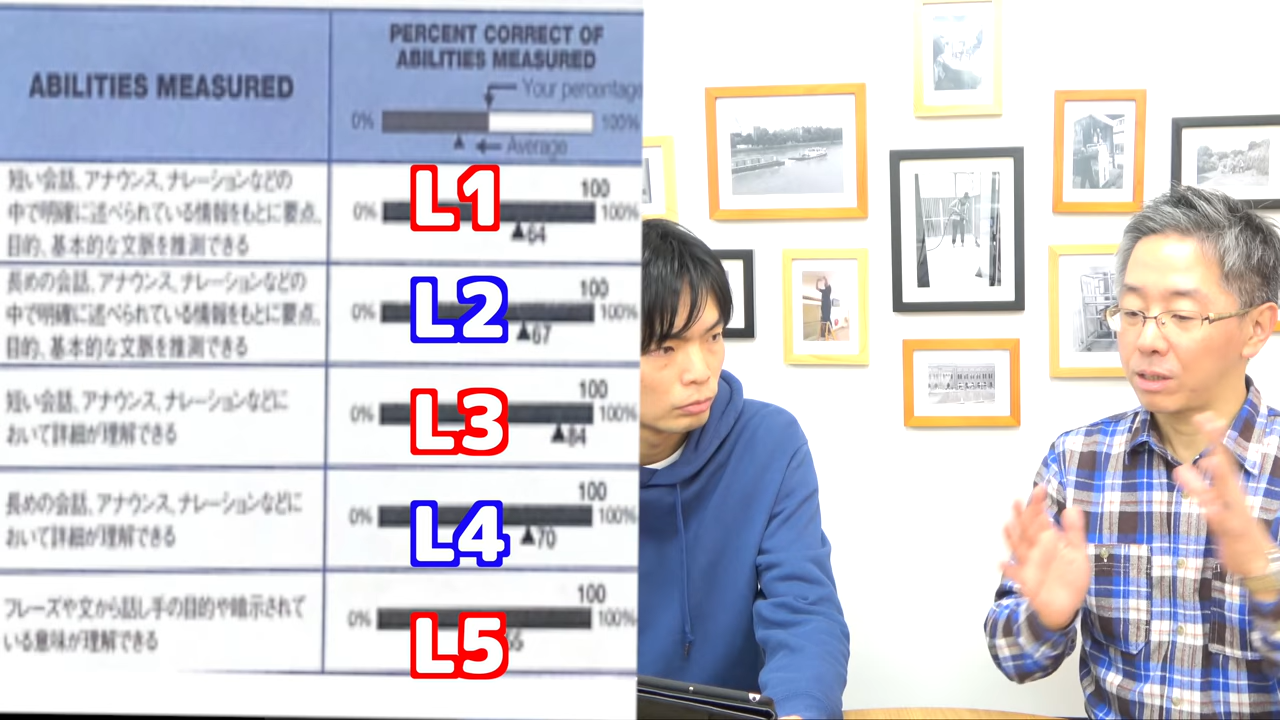 ABILITIES MEASURED
PERCENT CORRECT OF
ABILITIES MEASURED
Your percentage
0% 100%
Average
短い会話、アナウンス、ナレーションなどの
中で明確に述べられている情報をもとに要点、
目的、基本的な文脈を推測できる
100
0% L1 100%
64
長めの会話、アナウンス、ナレーションなどの
中で明確に述べられている情報をもとに要点、
目的、基本的な文脈を推測できる
100
0% L2 100%
67
短い会話、アナウンス、ナレーションなどに
おいて詳細が理解できる
100
0% L3 100%
84
長めの会話、アナウンス、ナレーションなどに
おいて詳細が理解できる
100
0% L4 100%
70
フレーズや文から話し手の目的や暗示されて
いる意味が理解できる
100
0% L5 100%